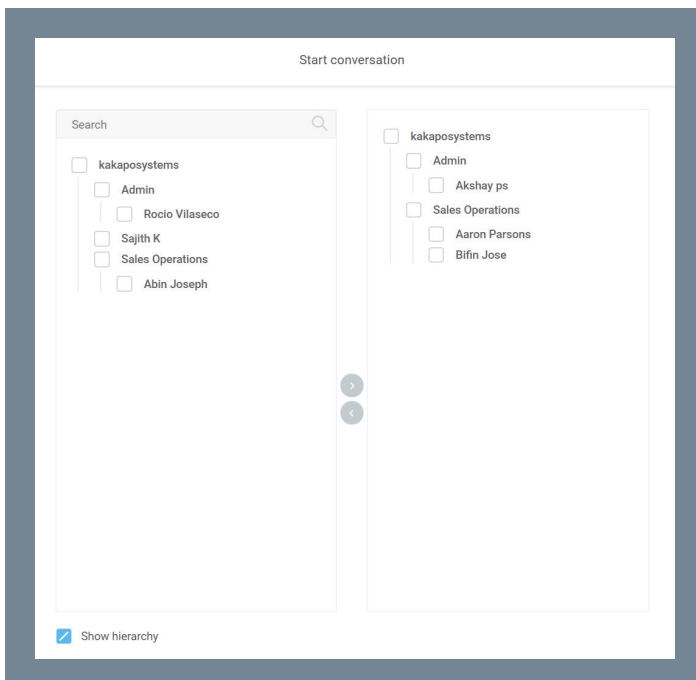 Start conversation
Search
kakaposystems
Admin
Rocio Vilaseco
Sajith K
Sales Operations
Abin Joseph
kakaposystems
Admin
Akshay ps
Sales Operations
Aaron Parsons
Bifin Jose
Show hierarchy